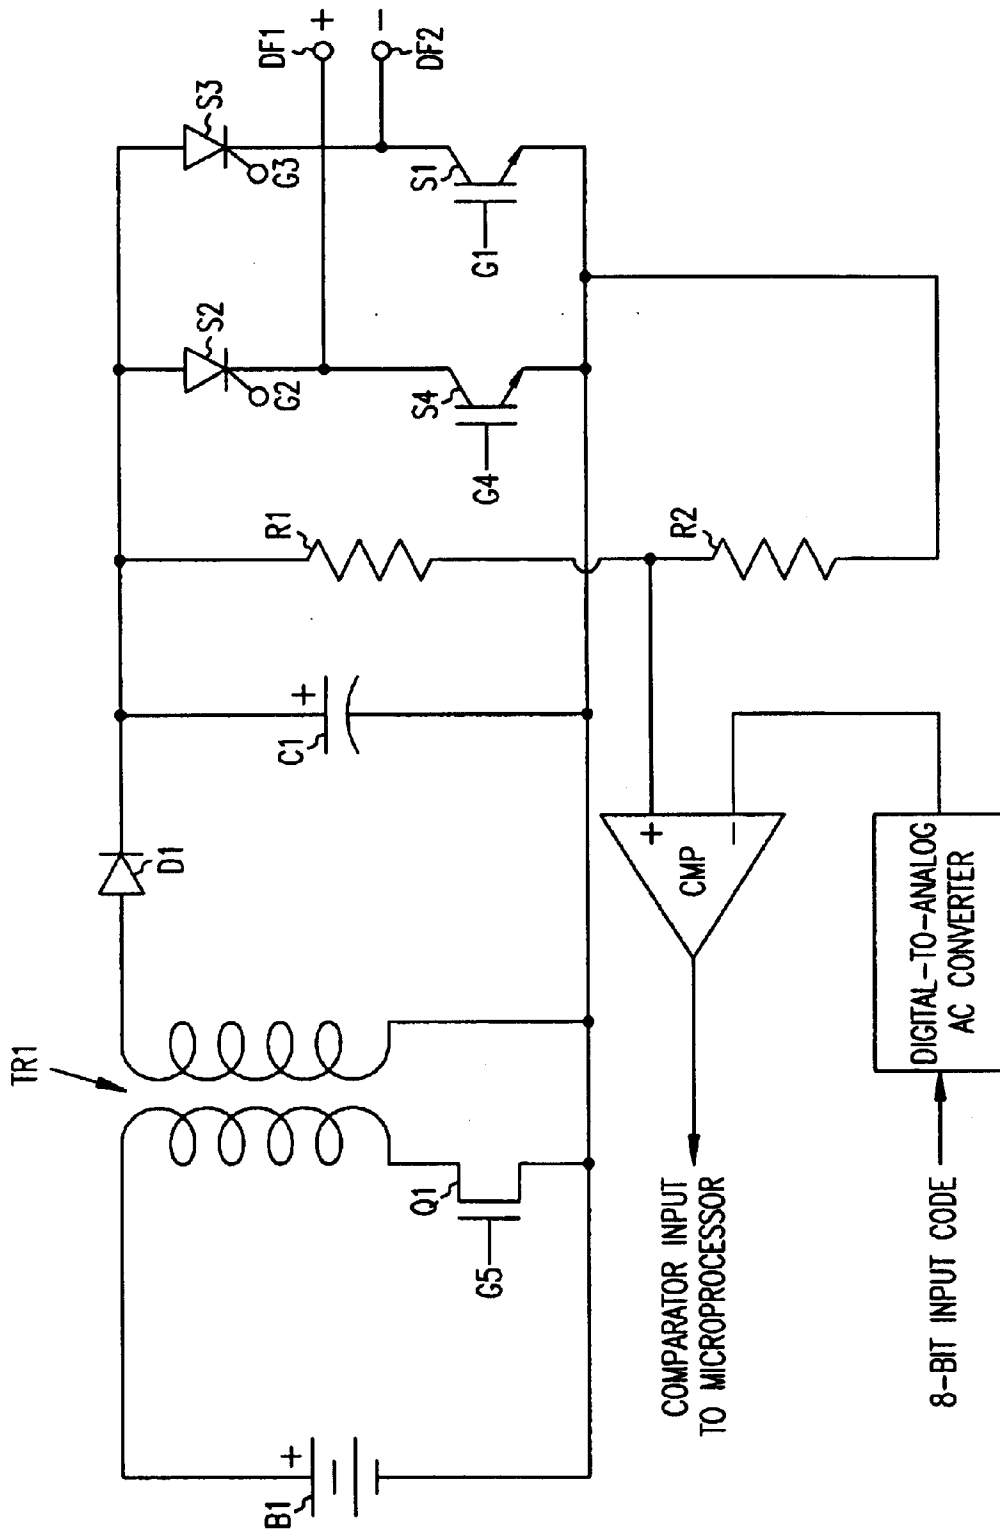 TR1
D1
B1
+
Q1
G5
C1
+
R1
S2
G2
S3
G3
S4
G4
S1
G1
DF1
+
-
DF2
R2
+
-
CMP
COMPARATOR INPUT
TO MICROPROCESSOR
DIGITAL-TO-ANALOG
AC CONVERTER
8-BIT INPUT CODE